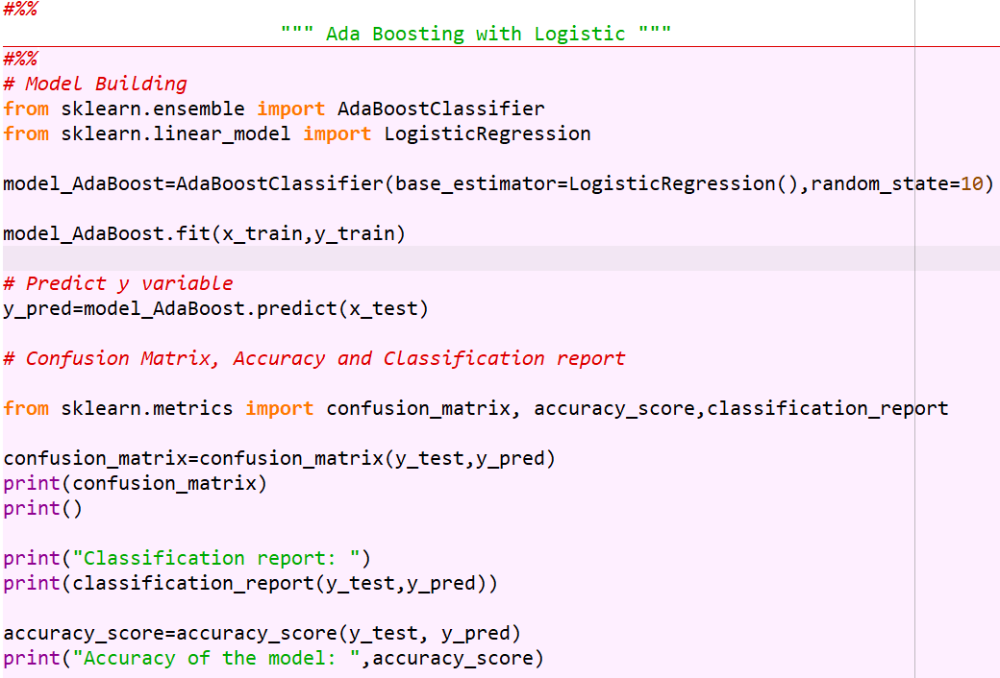 #%%
""" Ada Boosting with Logistic """
#%%
# Model Building
from sklearn.ensemble import AdaBoostClassifier
from sklearn.linear_model import LogisticRegression
model_AdaBoost=AdaBoostClassifier(base_estimator=LogisticRegression(),random_state=10)
model_AdaBoost.fit(x_train,y_train)
# Predict y variable
y_pred=model_AdaBoost.predict(x_test)
# Confusion Matrix, Accuracy and Classification report
from sklearn.metrics import confusion_matrix, accuracy_score,classification_report
confusion_matrix=confusion_matrix(y_test,y_pred)
print(confusion_matrix)
print()
print("Classification report: ")
print(classification_report(y_test,y_pred))
accuracy_score=accuracy_score(y_test, y_pred)
print("Accuracy of the model: ",accuracy_score)